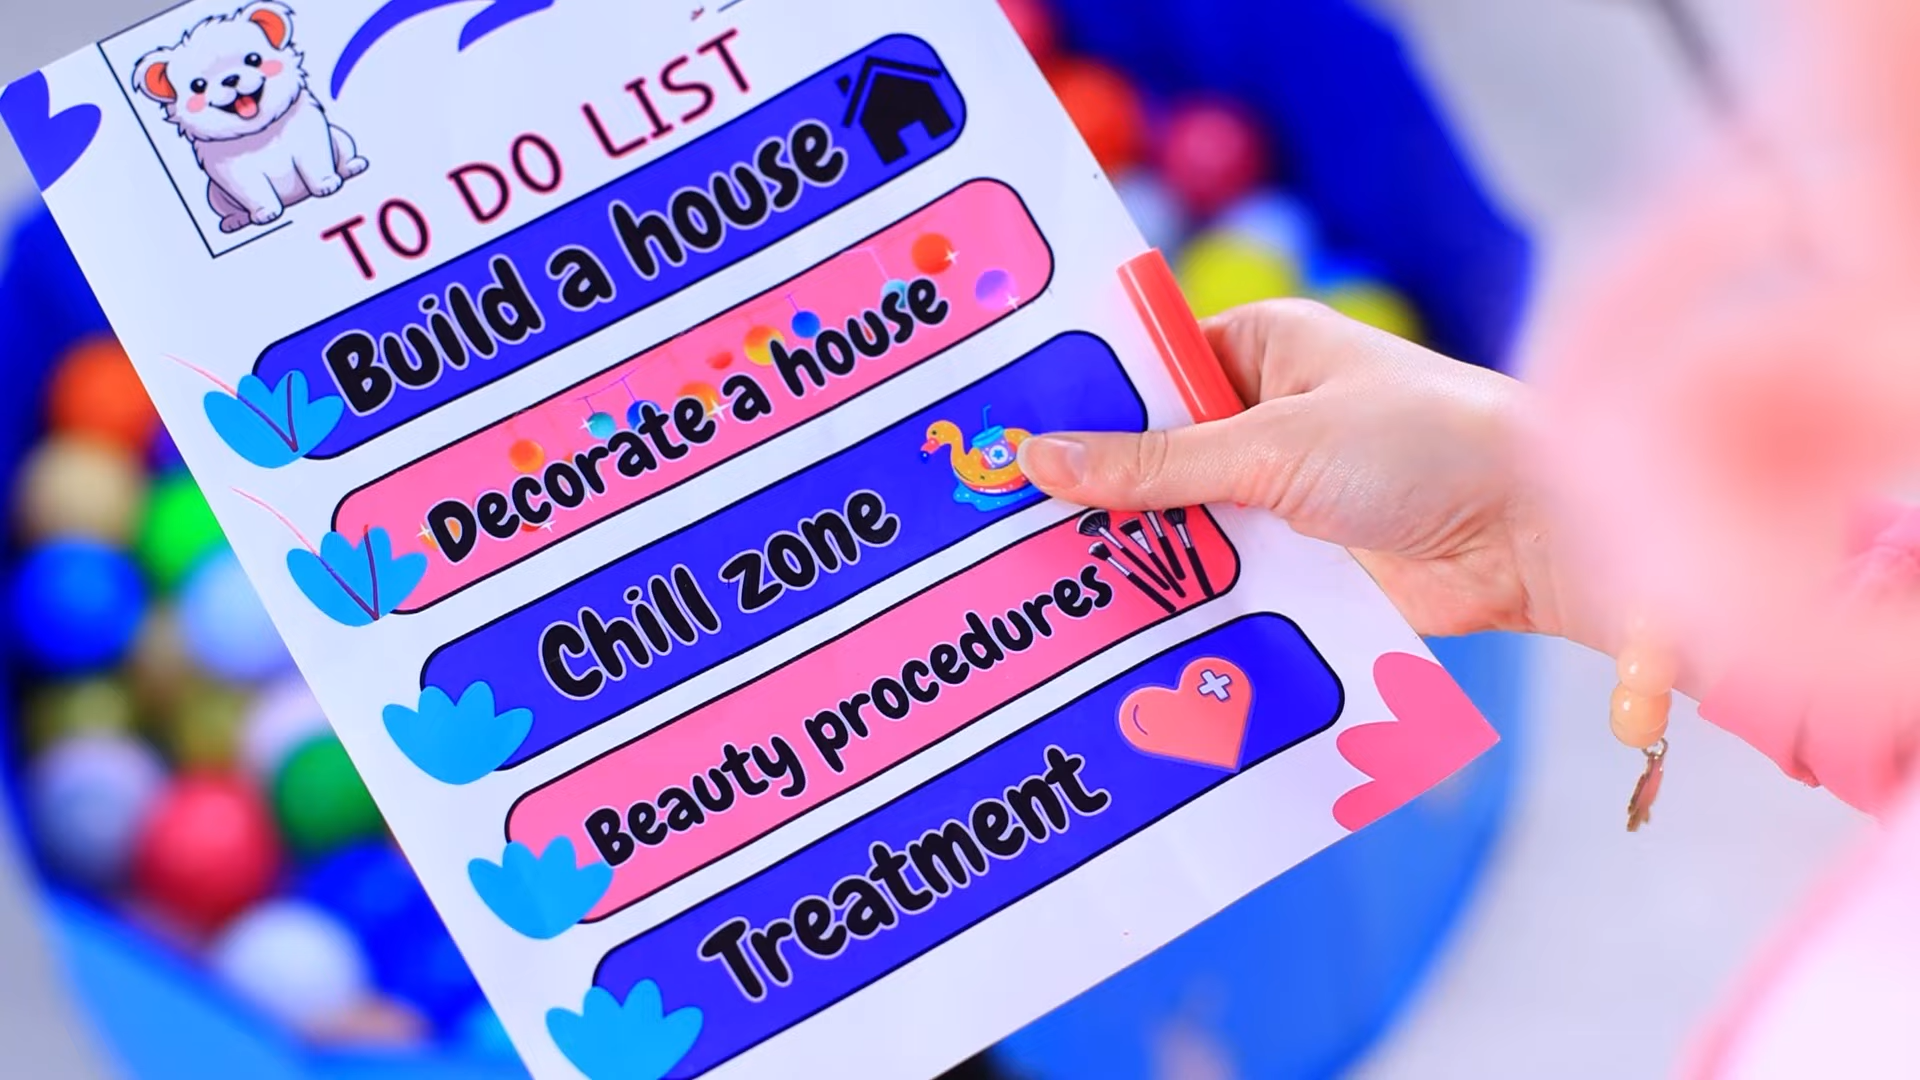 TO DO LIST
Build a house
Decorate a house
Chill zone
Beauty procedures
Treatment